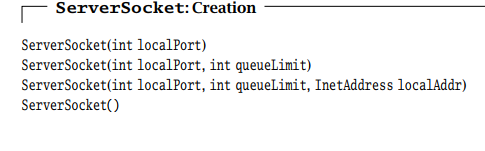 ServerSocket: Creation
ServerSocket(int localPort)
ServerSocket(int localPort, int queueLimit)
ServerSocket(int localPort, int queueLimit, InetAddress localAddr)
ServerSocket()